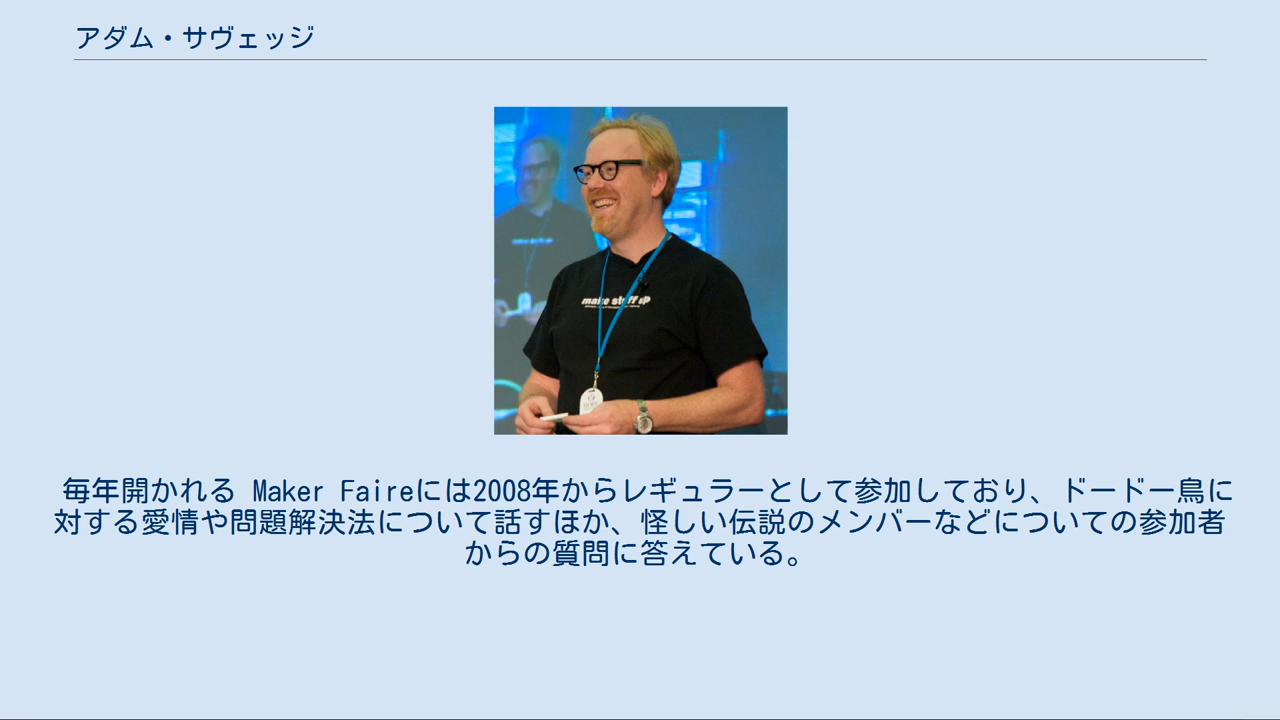 アダム・サヴェッジ
make stuff up
毎年開かれる Maker Faireには2008年からレギュラーとして参加しており、ドードー鳥に
対する愛情や問題解決法について話すほか、怪しい伝説のメンバーなどについての参加者
からの質問に答えている。